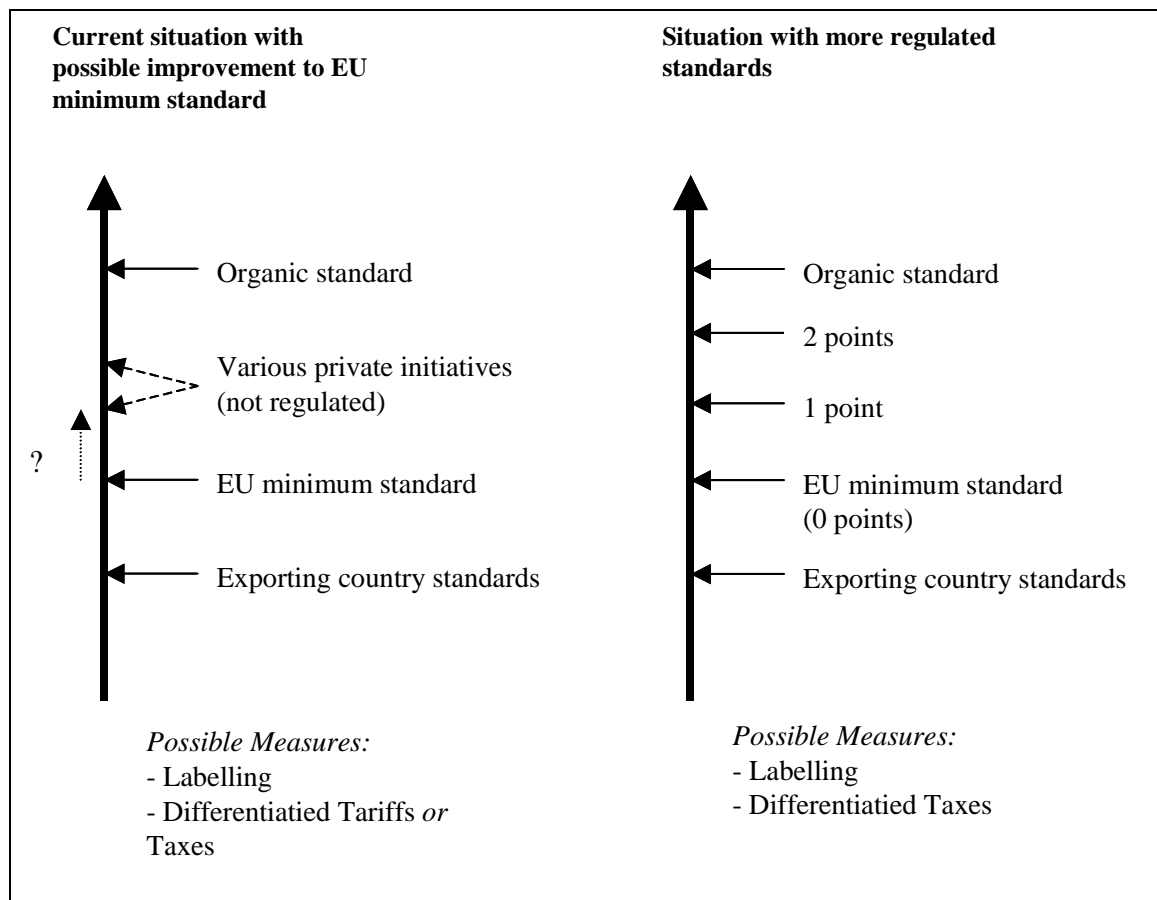 Current situation with
possible improvement to EU
minimum standard
Organic standard
Various private initiatives
(not regulated)
?
EU minimum standard
Exporting country standards
Possible Measures:
- Labelling
- Differentiatied Tariffs or
Taxes
Situation with more regulated
standards
Organic standard
2 points
1 point
EU minimum standard
(0 points)
Exporting country standards
Possible Measures:
- Labelling
- Differentiatied Taxes